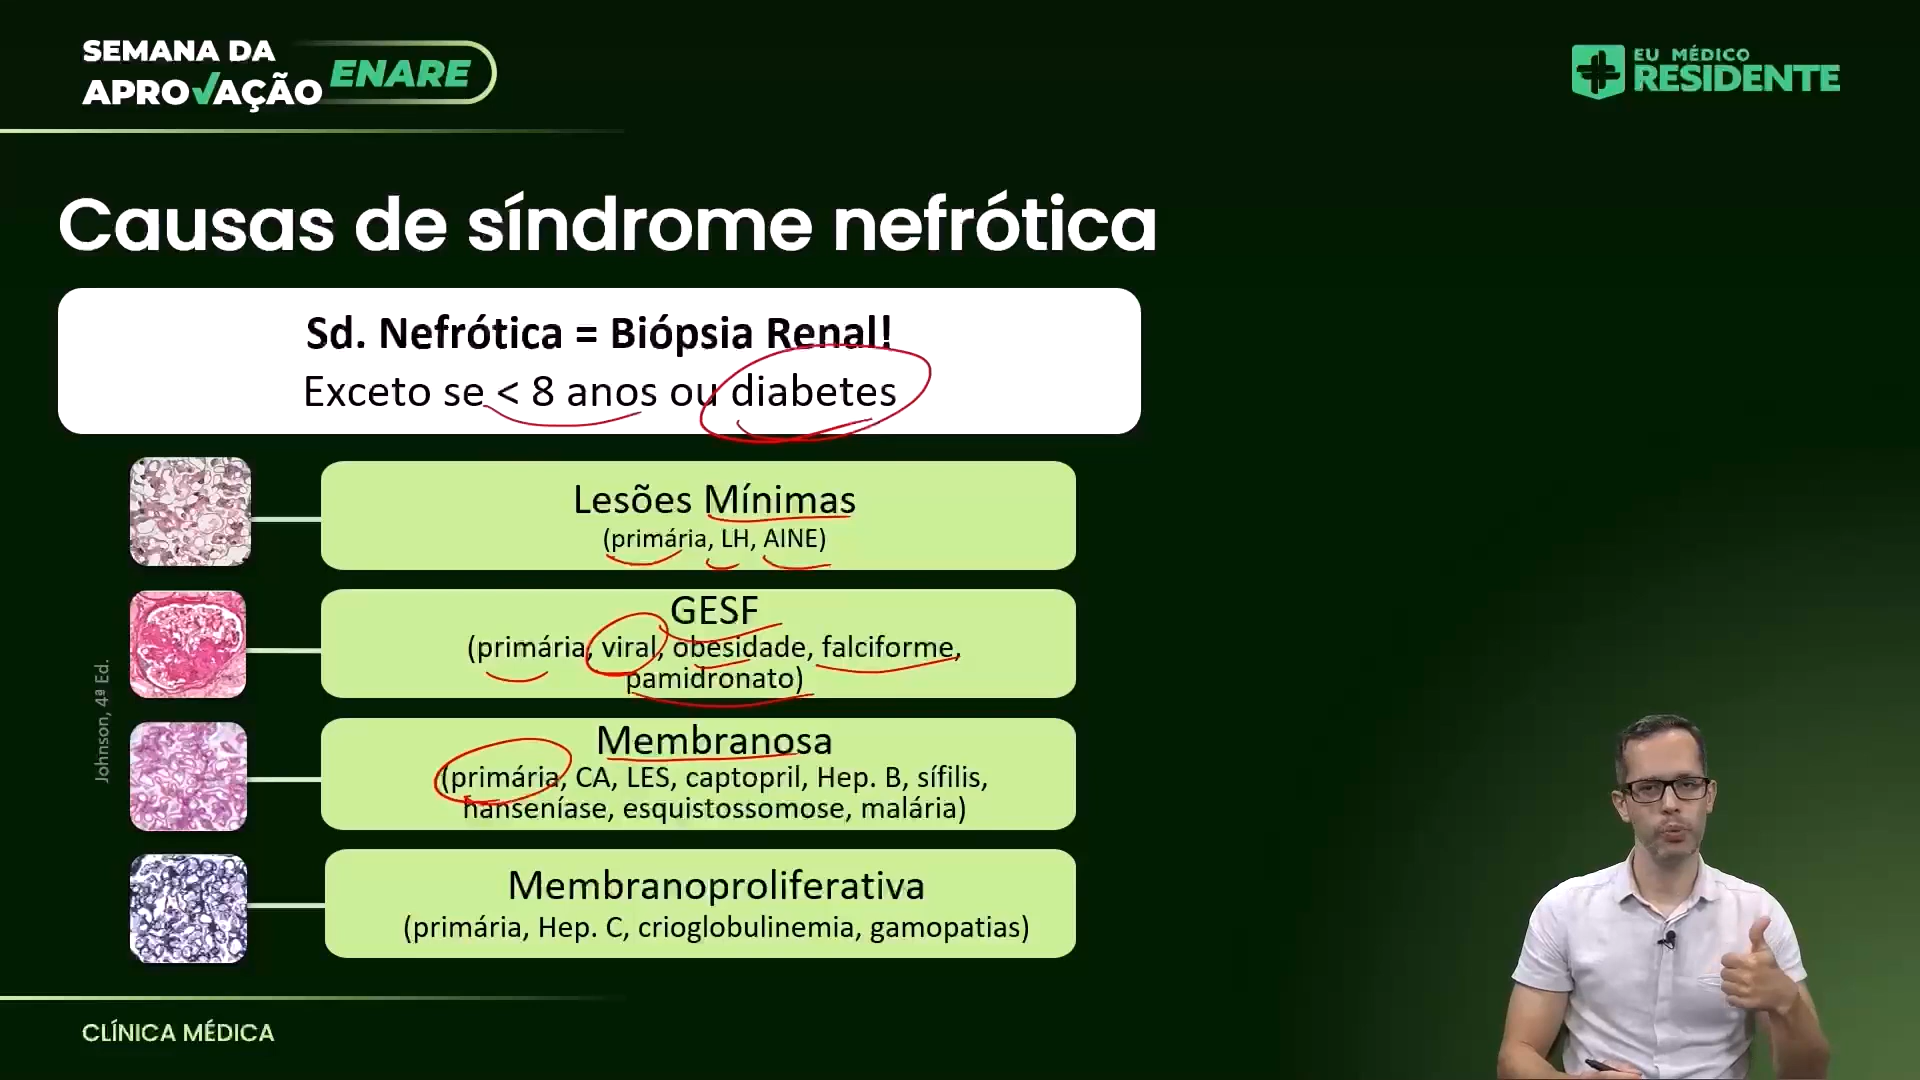 SEMANA DA
APROVAÇÃO
ENARE
EU MÉDICO
RESIDENTE
Causas de síndrome nefrótica
Sd. Nefrótica = Biópsia Renal!
Exceto se < 8 anos ou diabetes
Lesões Mínimas
(primária, LH, AINE)
GESF
(primária, viral, obesidade, falciforme,
pamidronato)
Membranosa
(primária, CA, LES, captopril, Hep. B, sífilis,
hanseníase, esquistossomose, malária)
Membranoproliferativa
(primária, Hep. C, crioglobulinemia, gamopatias)
Johnson, 4ª Ed.
CLÍNICA MÉDICA